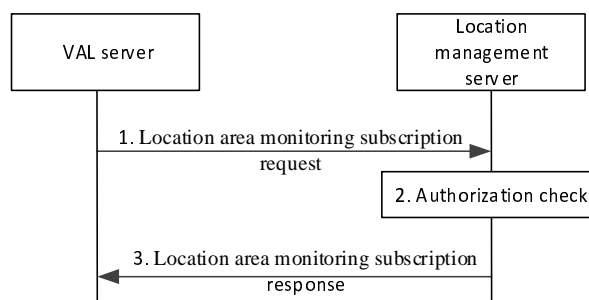 VAL server
Location
management
server
1. Location area monitoring subscription
request
2. Authorization check
3. Location area monitoring subscription
response